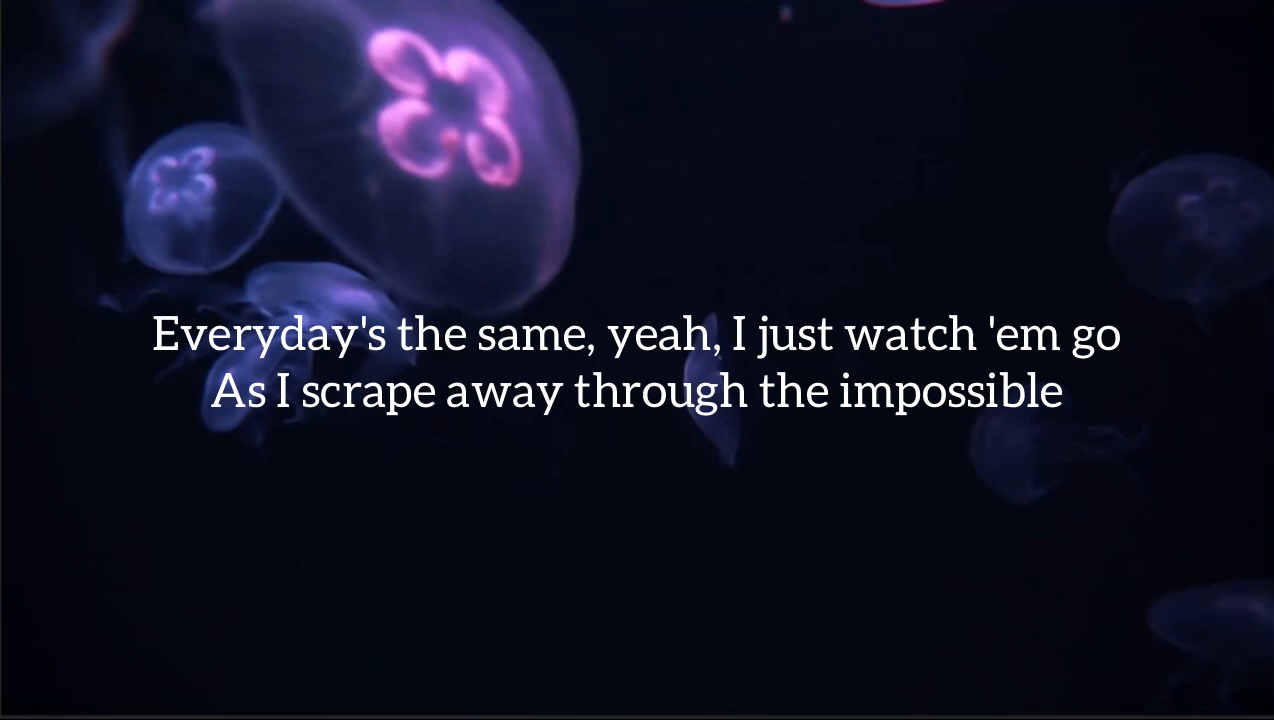 Everyday's the same, yeah, I just watch 'em go
As I scrape away through the impossible